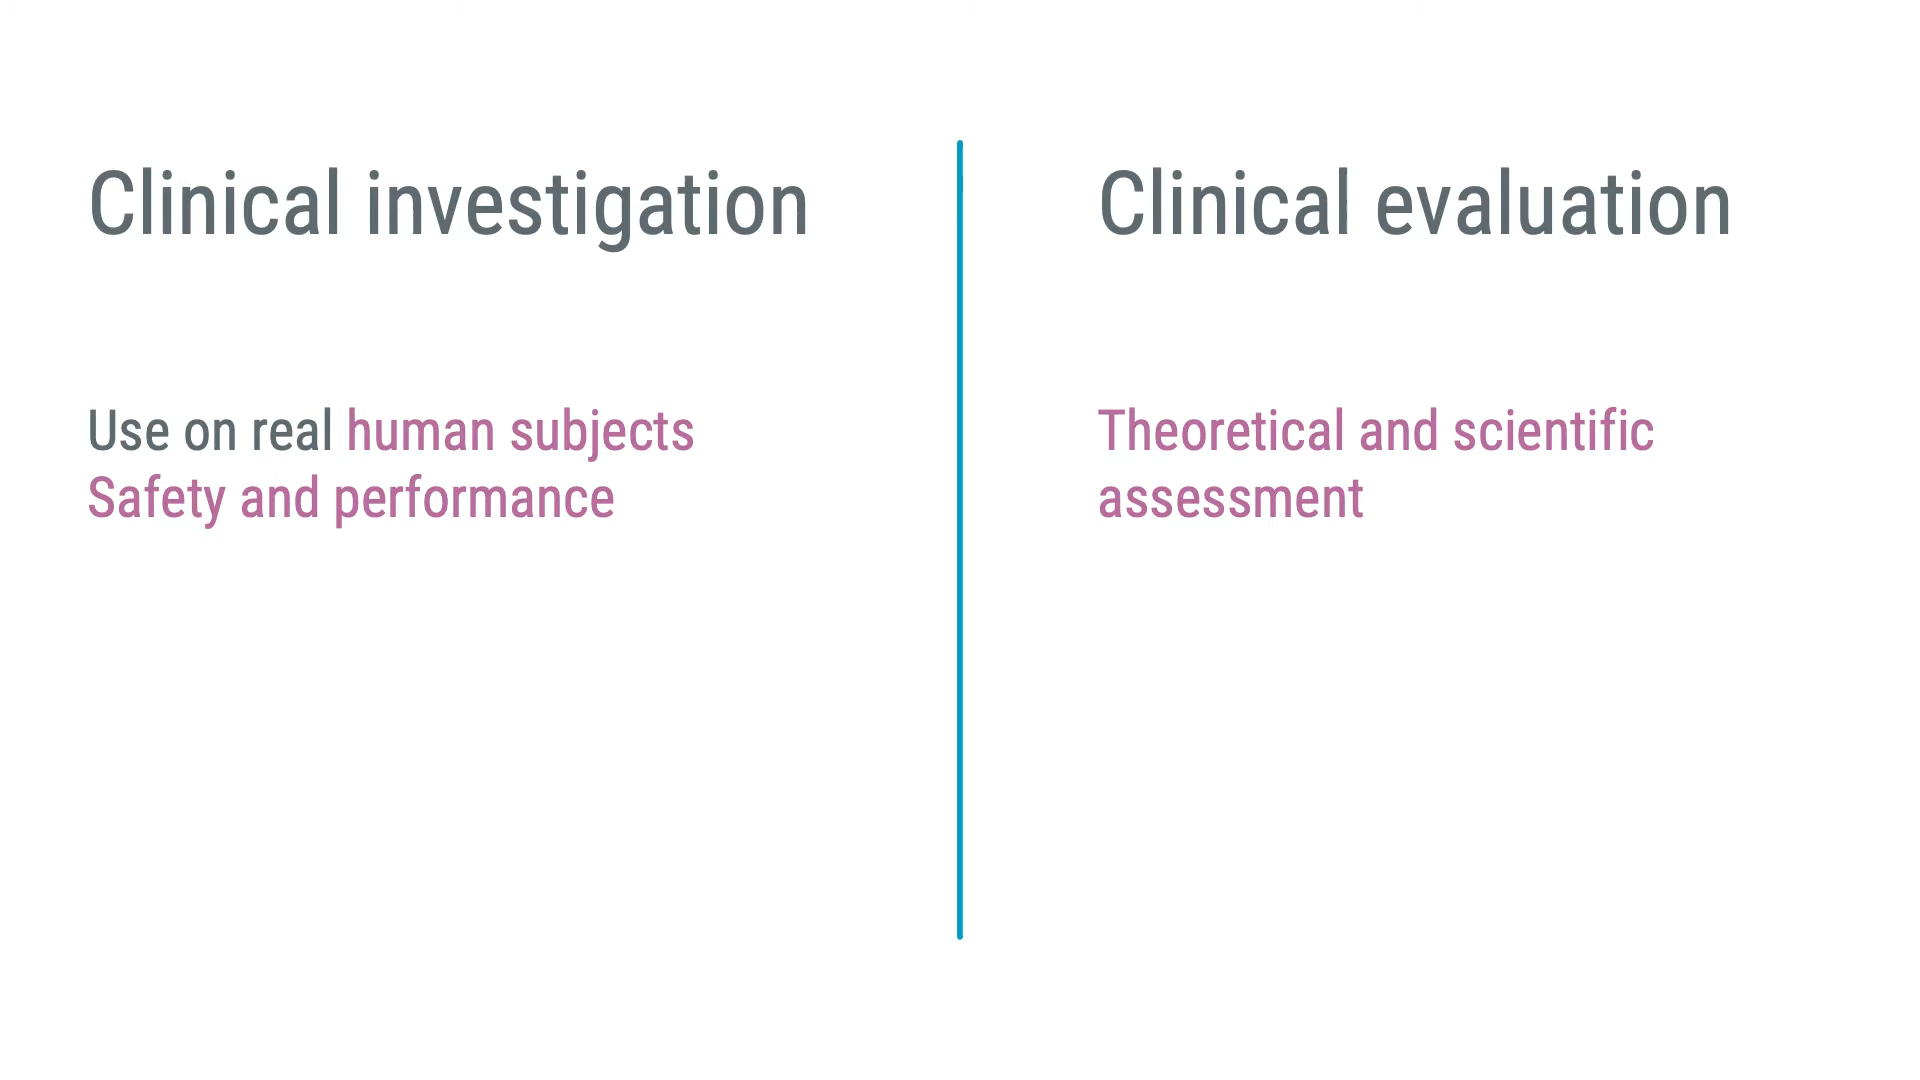 Clinical investigation
Use on real human subjects
Safety and performance
Clinical evaluation
Theoretical and scientific
assessment